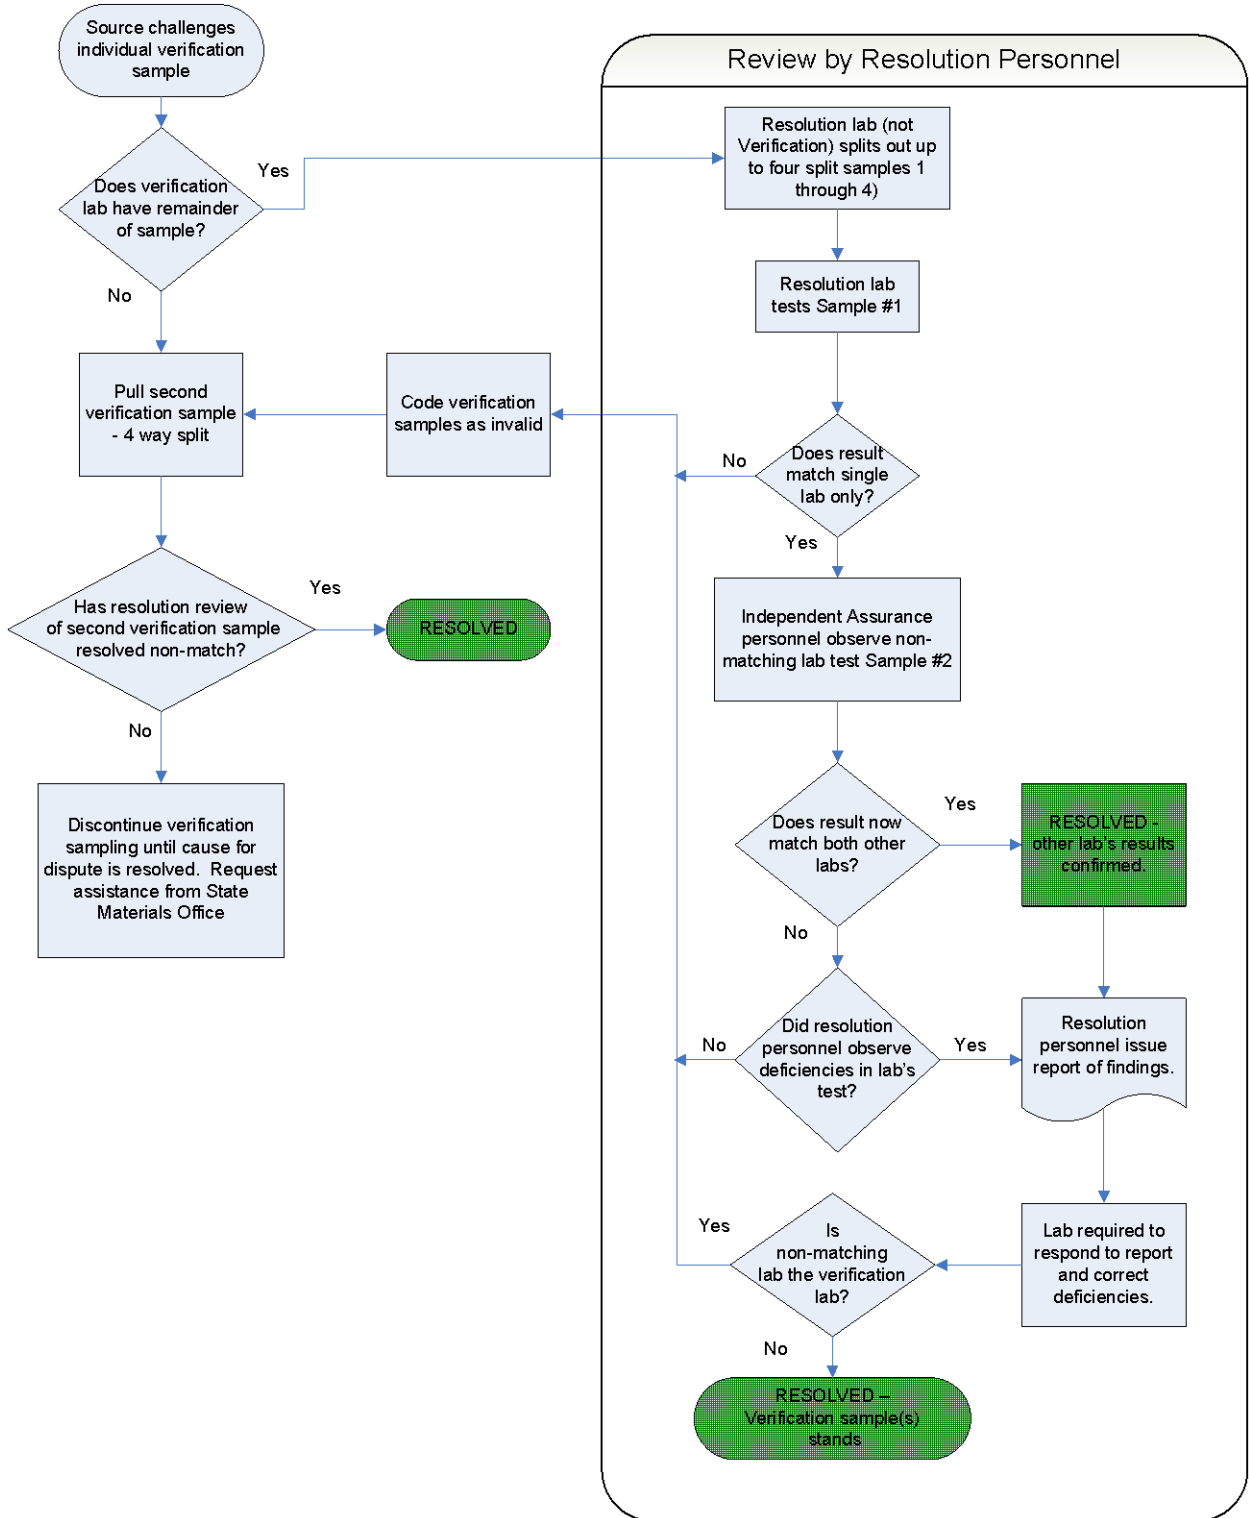 Source challenges
individual verification
sample
Does verification
lab have remainder
of sample?
Yes
No
Pull second
verification sample
- 4 way split
Code verification
samples as invalid
Has resolution review
of second verification sample
resolved non-match?
Yes
RESOLVED
No
Discontinue verification
sampling until cause for
dispute is resolved.  Request
assistance from State
Materials Office
Review by Resolution Personnel
Resolution lab (not
Verification) splits out up
to four split samples 1
through 4)
Resolution lab
tests Sample #1
Does result
match single
lab only?
No
Yes
Independent Assurance
personnel observe non-
matching lab test Sample #2
Does result now
match both other
labs?
Yes
RESOLVED -
other lab's results
confirmed.
No
Did resolution
personnel observe
deficiencies in lab's
test?
No
Yes
Resolution
personnel issue
report of findings.
Lab required to
respond to report
and correct
deficiencies.
Is
non-matching
lab the verification
lab?
Yes
No
RESOLVED –
Verification sample(s)
stands